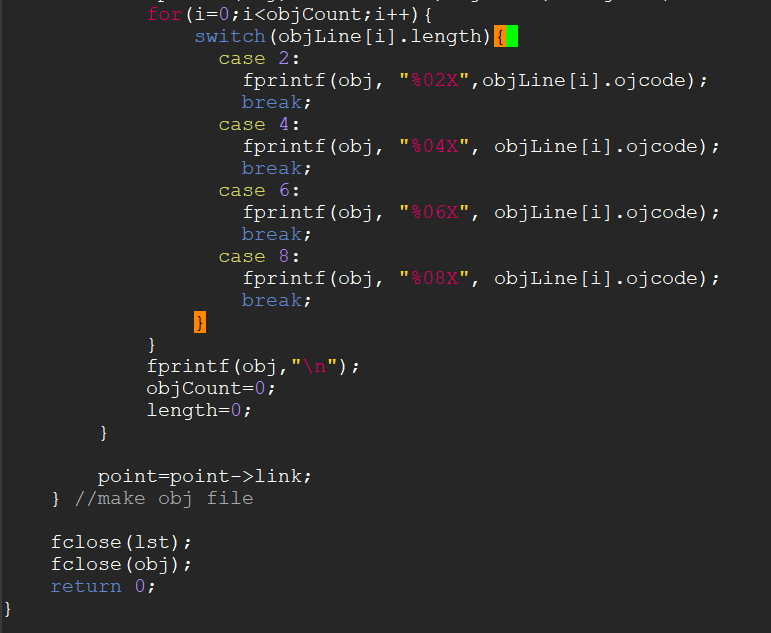 for(i=0;i<objCount;i++){
switch(objLine[i].length){
case 2:
fprintf(obj, "%02X",objLine[i].ojcode);
break;
case 4:
fprintf(obj, "%04X", objLine[i].ojcode);
break;
case 6:
fprintf(obj, "%06X", objLine[i].ojcode);
break;
case 8:
fprintf(obj, "%08X", objLine[i].ojcode);
break;
}
}
fprintf(obj,"\n");
objCount=0;
length=0;
}
point=point->link;
} //make obj file
fclose(lst);
fclose(obj);
return 0;
}